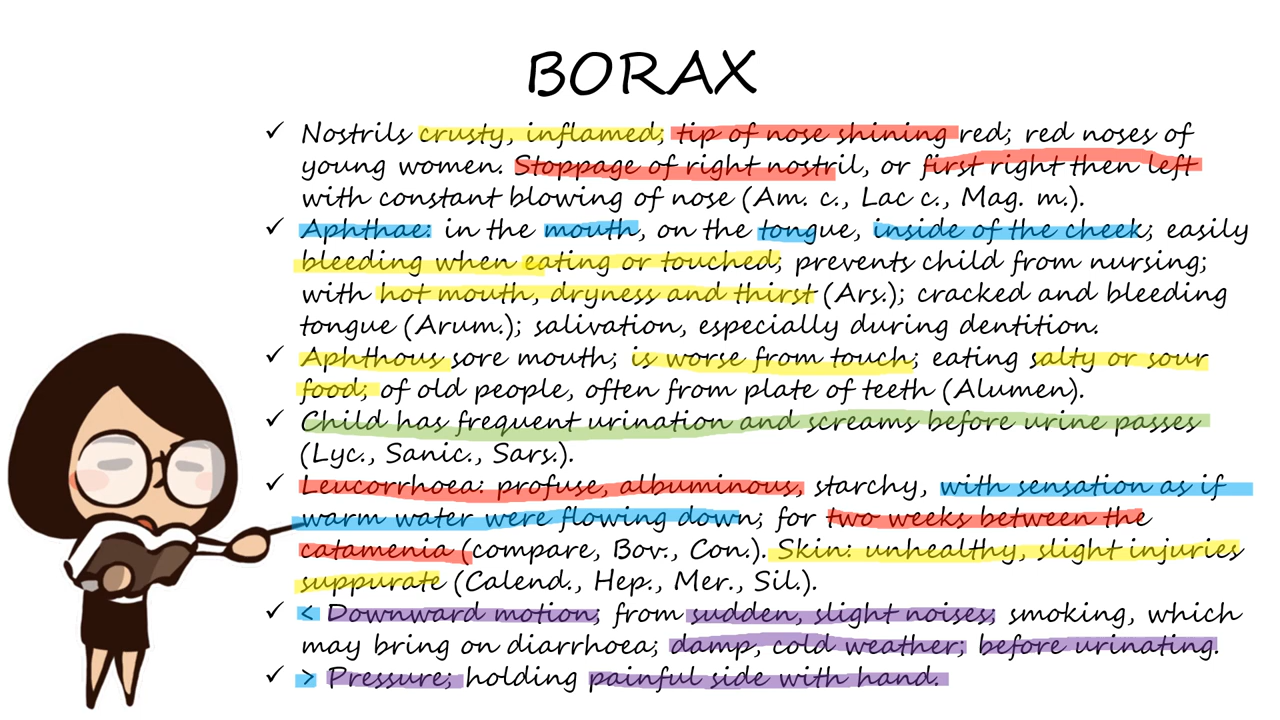 BORAX
✓ Nostrils crusty, inflamed; tip of nose shining red; red noses of
young women. Stoppage of right nostril, or first right then left
with constant blowing of nose (Am. c., Lac c., Mag. m.).
✓ Aphthae: in the mouth, on the tongue, inside of the cheek; easily
bleeding when eating or touched; prevents child from nursing;
with hot mouth, dryness and thirst (Ars.); cracked and bleeding
tongue (Arum.); salivation, especially during dentition.
✓ Aphthous sore mouth; is worse from touch; eating salty or sour
food; of old people, often from plate of teeth (Alumen).
✓ Child has frequent urination and screams before urine passes
(Lyc., Sanic., Sars.).
✓ Leucorrhoea: profuse, albuminous, starchy, with sensation as if
warm water were flowing down; for two weeks between the
catamenia (compare, Bov., Con.). Skin: unhealthy, slight injuries
suppurate (Calend., Hep., Mer., Sil.).
✓ < Downward motion; from sudden, slight noises; smoking, which
may bring on diarrhoea; damp, cold weather; before urinating.
✓ > Pressure; holding painful side with hand.